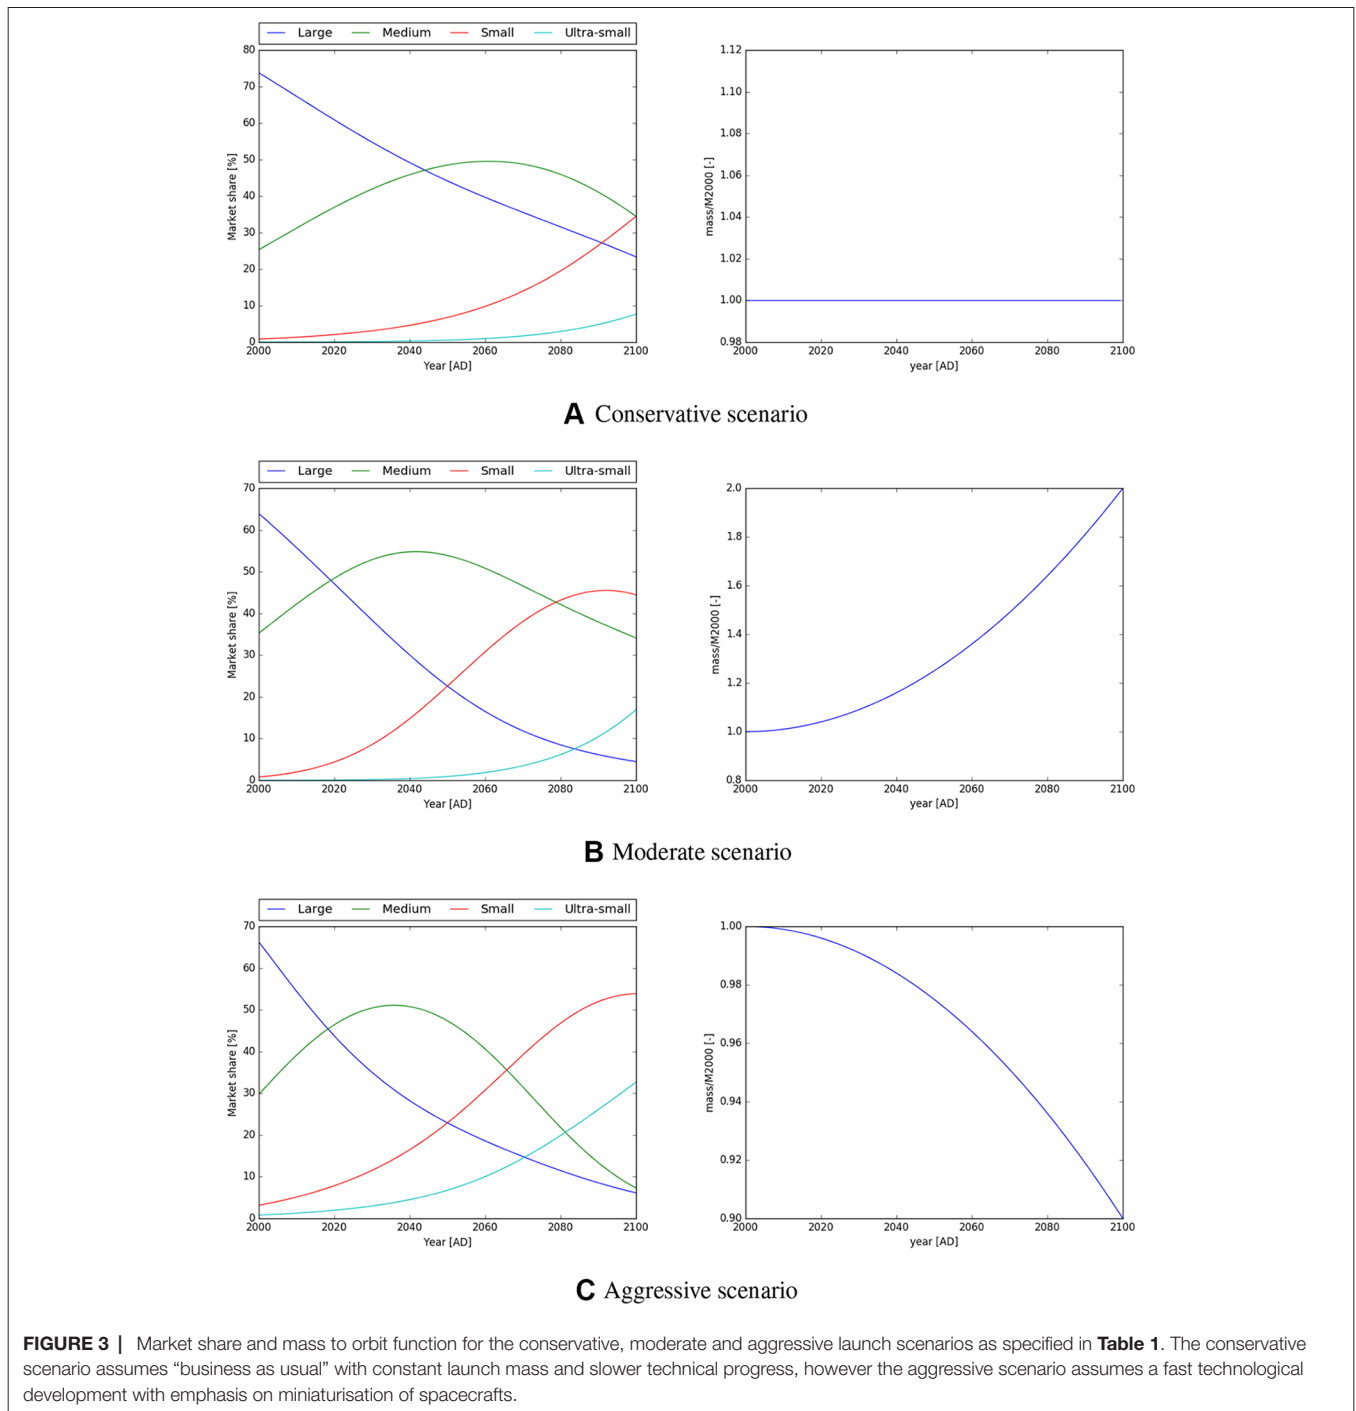 Large Medium Small Ultra-small
80
70
60
50
40
30
20
10
0
Market share [%]
2000 2020 2040 2060 2080 2100
Year [AD]
1.12
1.10
1.08
1.06
1.04
1.02
1.00
0.98
mass/M2000 [-]
2000 2020 2040 2060 2080 2100
year [AD]
A Conservative scenario
Large Medium Small Ultra-small
70
60
50
40
30
20
10
0
Market share [%]
2000 2020 2040 2060 2080 2100
Year [AD]
2.0
1.8
1.6
1.4
1.2
1.0
0.8
mass/M2000 [-]
2000 2020 2040 2060 2080 2100
year [AD]
B Moderate scenario
Large Medium Small Ultra-small
70
60
50
40
30
20
10
0
Market share [%]
2000 2020 2040 2060 2080 2100
Year [AD]
1.00
0.98
0.96
0.94
0.92
0.90
mass/M2000 [-]
2000 2020 2040 2060 2080 2100
year [AD]
C Aggressive scenario
FIGURE 3 | Market share and mass to orbit function for the conservative, moderate and aggressive launch scenarios as specified in Table 1. The conservative
scenario assumes “business as usual” with constant launch mass and slower technical progress, however the aggressive scenario assumes a fast technological
development with emphasis on miniaturisation of spacecrafts.